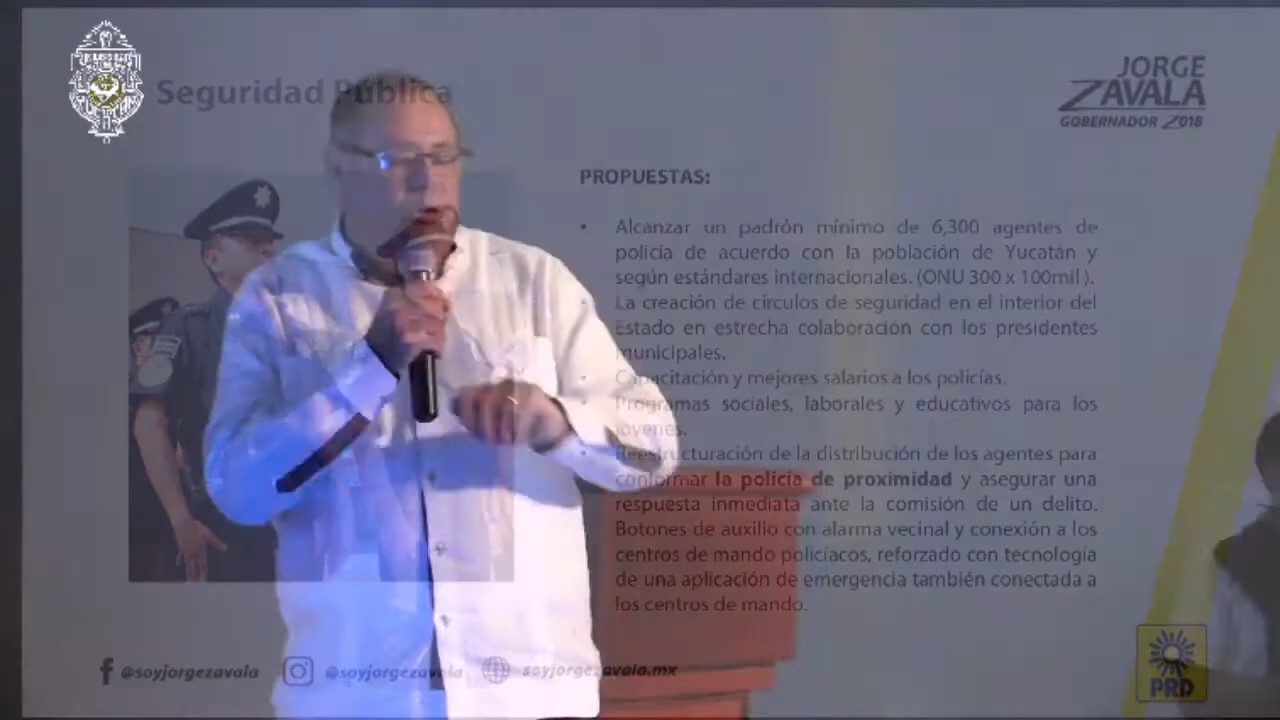 Seguridad Pública
JORGE
ZAVALA
GOBERNADOR 2018
PROPUESTAS:
• Alcanzar un padrón mínimo de 6,300 agentes de
policía de acuerdo con la población de Yucatán y
según estándares internacionales. (ONU 300 x 100mil ).
La creación de círculos de seguridad en el interior del
Estado en estrecha colaboración con los presidentes
municipales.
Capacitación y mejores salarios a los policías.
Programas sociales, laborales y educativos para los
jóvenes.
Reestructuración de la distribución de los agentes para
conformar la policía de proximidad y asegurar una
respuesta inmediata ante la comisión de un delito.
Botones de auxilio con alarma vecinal y conexión a los
centros de mando policíacos, reforzado con tecnología
de una aplicación de emergencia también conectada a
los centros de mando.
@soyjorgezavala @soyjorgezavala soyjorgezavala.mx
PRD